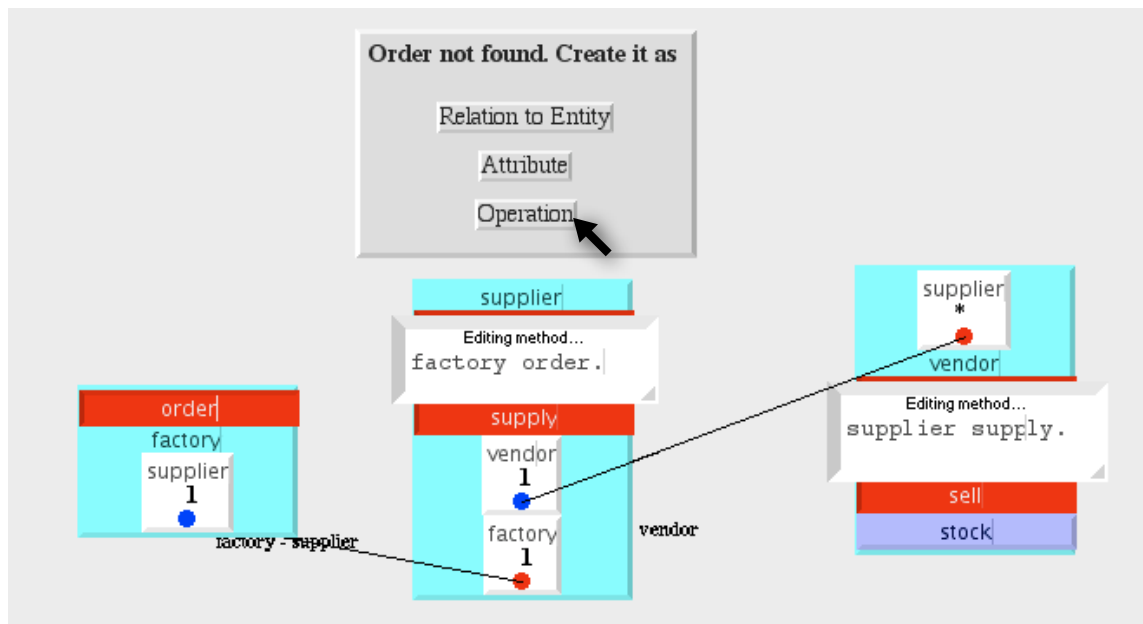 Order not found. Create it as
Relation to Entity
Attribute
Operation
order
factory
supplier
1
factory - supplier
supplier
Editing method...
factory order.
supply
vendor
1
factory
1
vendor
supplier
*
vendor
Editing method...
supplier supply.
sell
stock